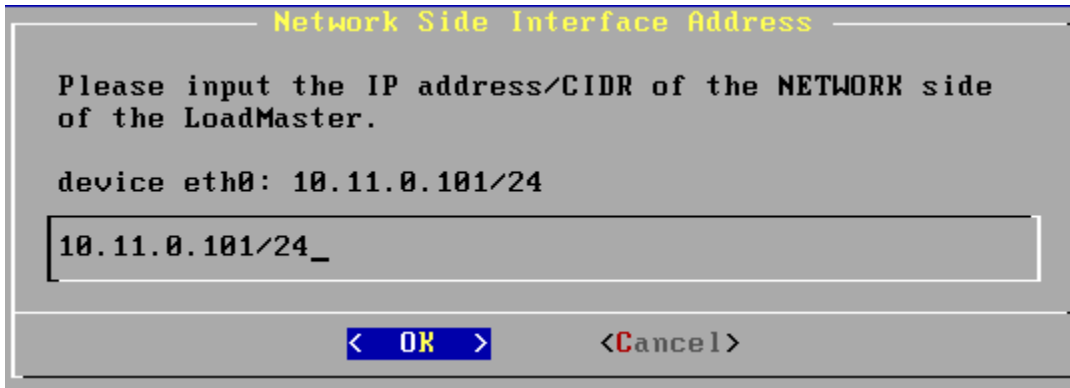 Network Side Interface Address
Please input the IP address/CIDR of the NETWORK side
of the LoadMaster.
device eth0: 10.11.0.101/24
10.11.0.101/24_
< OK > <Cancel>